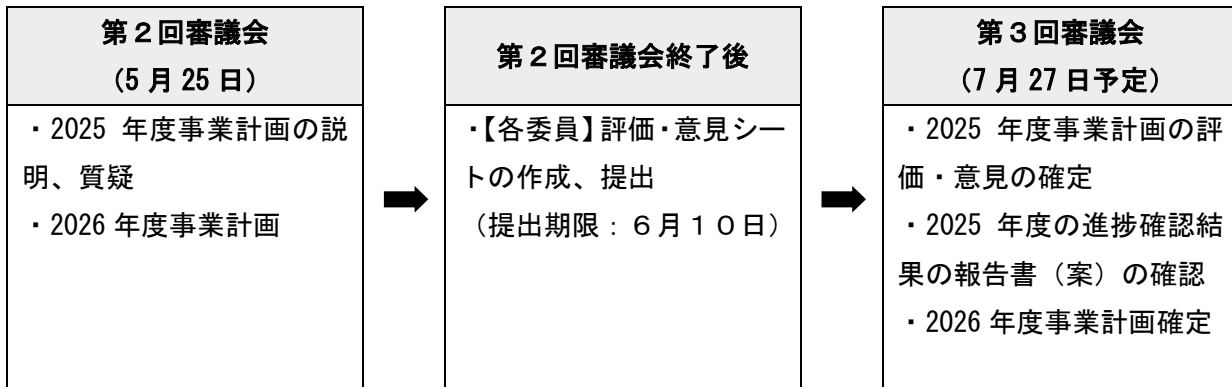 第２回審議会
（5 月 25 日）
・2025 年度事業計画の説
明、質疑
・2026 年度事業計画
第２回審議会終了後
・【各委員】評価・意見シー
トの作成、提出
（提出期限：６月１０日）
第３回審議会
（7 月 27 日予定）
・2025 年度事業計画の評
価・意見の確定
・2025 年度の進捗確認結
果の報告書（案）の確認
・2026 年度事業計画確定